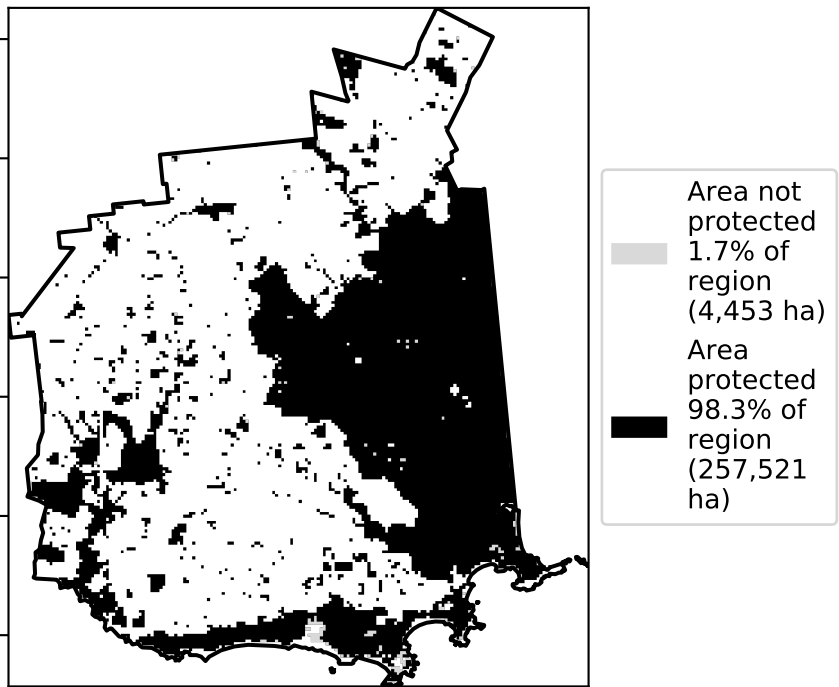 Area not
protected
1.7% of
region
(4,453 ha)
Area
protected
98.3% of
region
(257,521
ha)